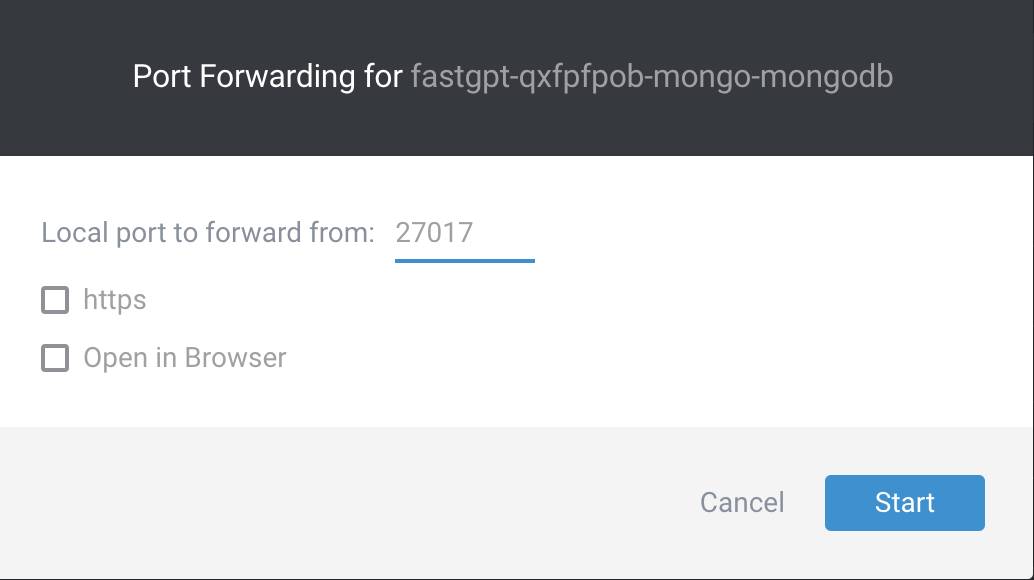 Port Forwarding for fastgpt-qxfpfpob-mongo-mongodb
Local port to forward from: 27017
https
Open in Browser
Cancel Start